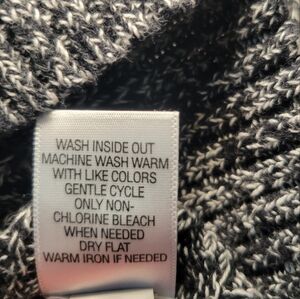 WASH INSIDE OUT
MACHINE WASH WARM
WITH LIKE COLORS
GENTLE CYCLE
ONLY NON-
CHLORINE BLEACH
WHEN NEEDED
DRY FLAT
WARM IRON IF NEEDED